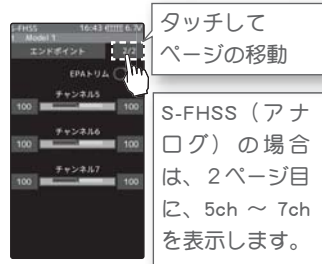 S-FHSS 16:43 6.7V
Model 1
エンドポイント 2/2
EPAトリム
チャンネル5
100 100
チャンネル6
100 100
チャンネル7
100 100
タッチして
ページの移動
S-FHSS（アナ
ログ）の場合
は、2ページ目
に、5ch ～ 7ch
を表示します。